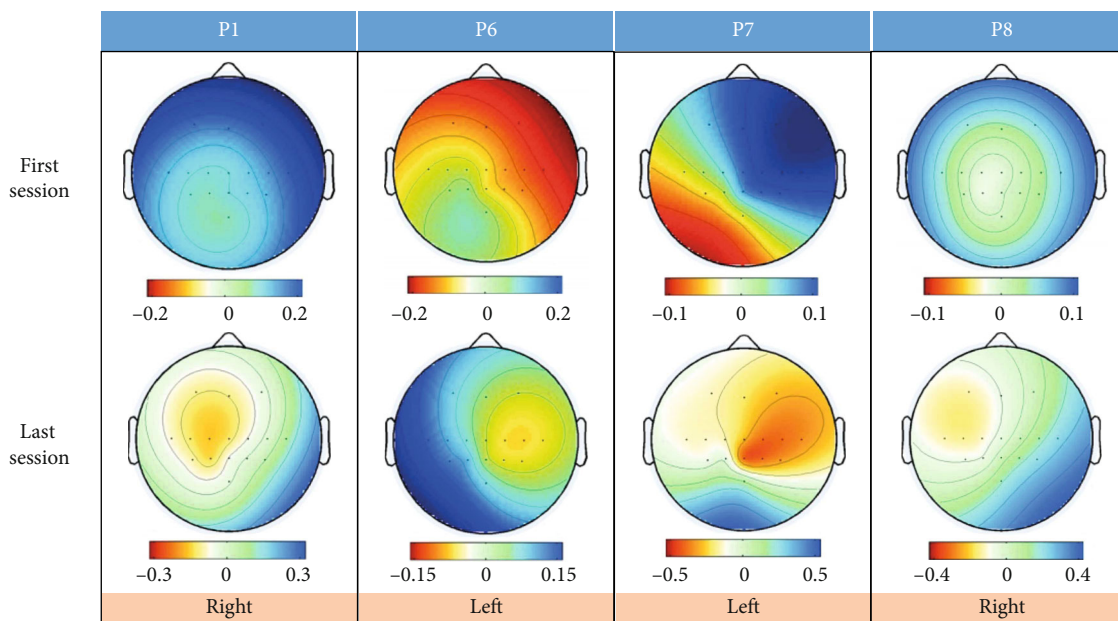 P1 P6 P7 P8
First
session
−0.2 0 0.2 −0.2 0 0.2 −0.1 0 0.1 −0.1 0 0.1
Last
session
−0.3 0 0.3 −0.15 0 0.15 −0.5 0 0.5 −0.4 0 0.4
Right Left Left Right